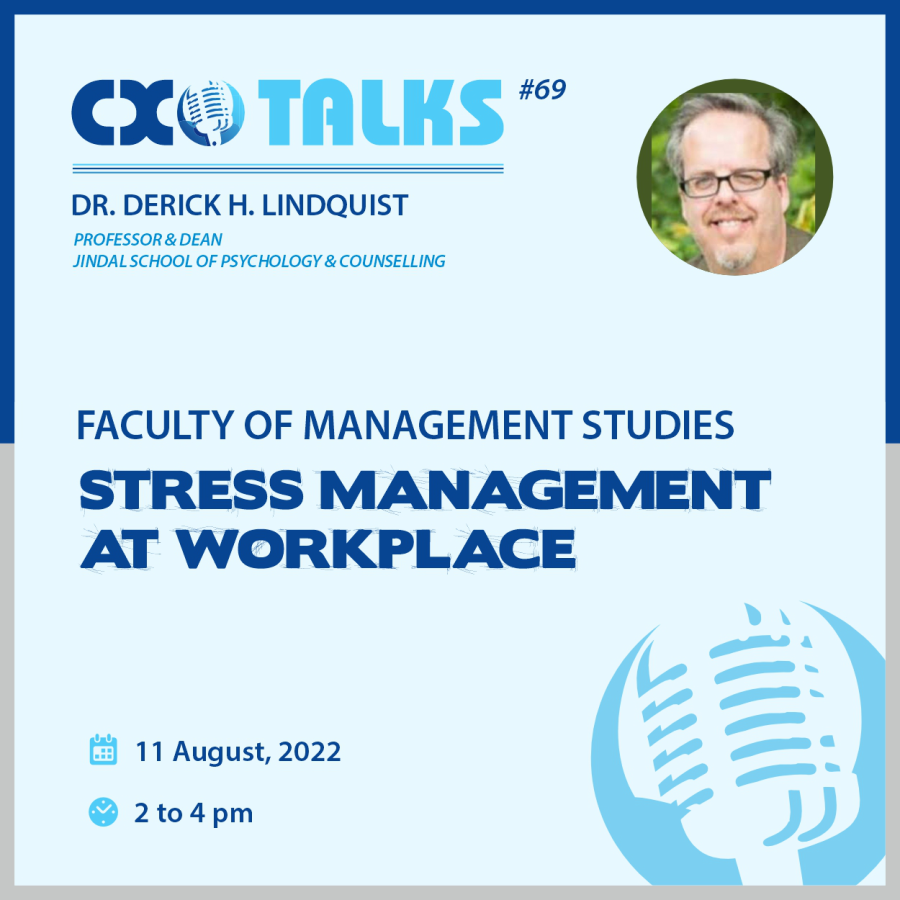 CXO TALKS #69
DR. DERICK H. LINDQUIST
PROFESSOR & DEAN
JINDAL SCHOOL OF PSYCHOLOGY & COUNSELLING
FACULTY OF MANAGEMENT STUDIES
STRESS MANAGEMENT
AT WORKPLACE
11 August, 2022
2 to 4 pm